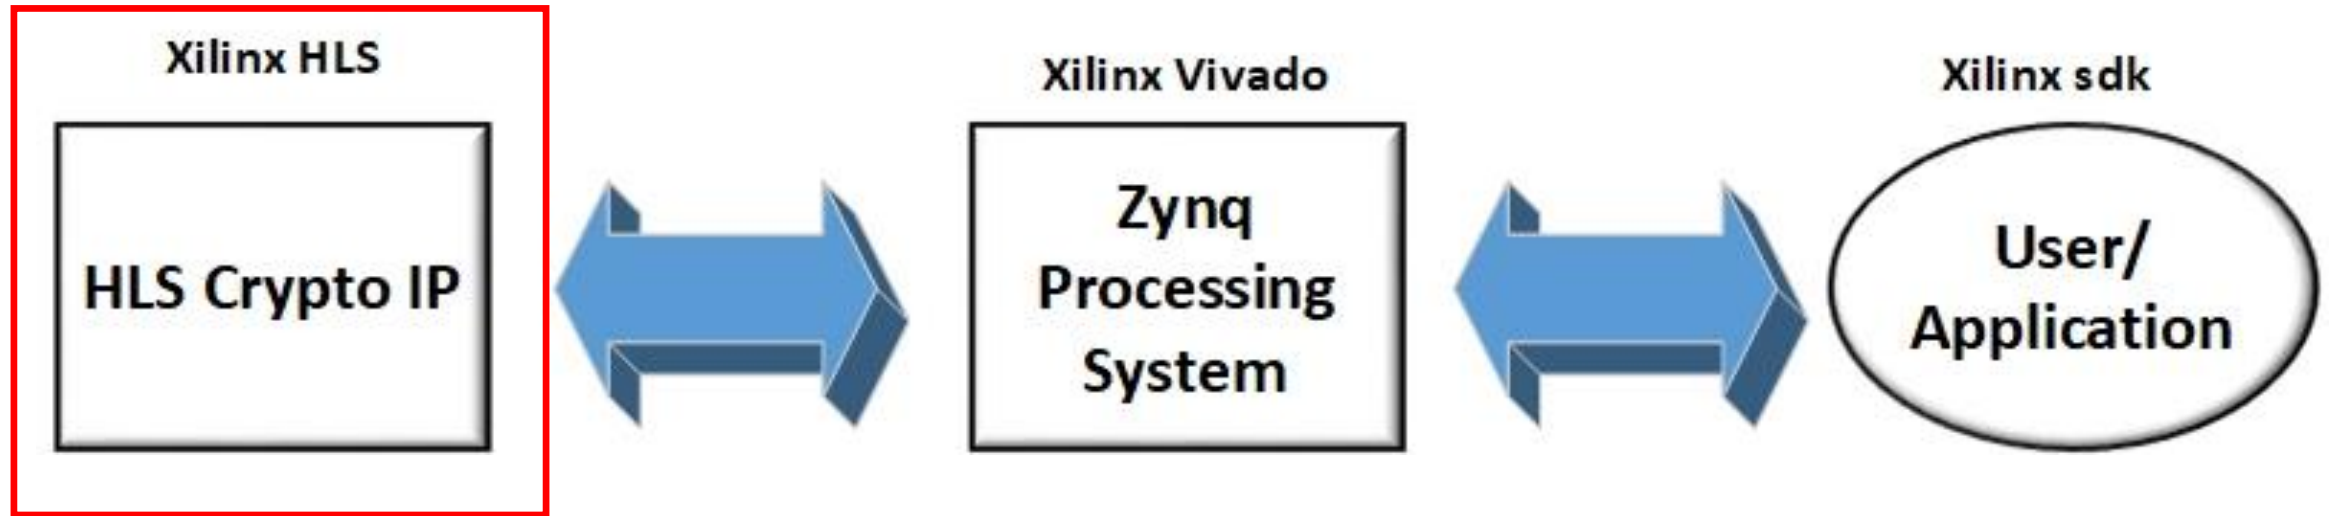 Xilinx HLS
HLS Crypto IP
Xilinx Vivado
Zynq
Processing
System
Xilinx sdk
User/
Application